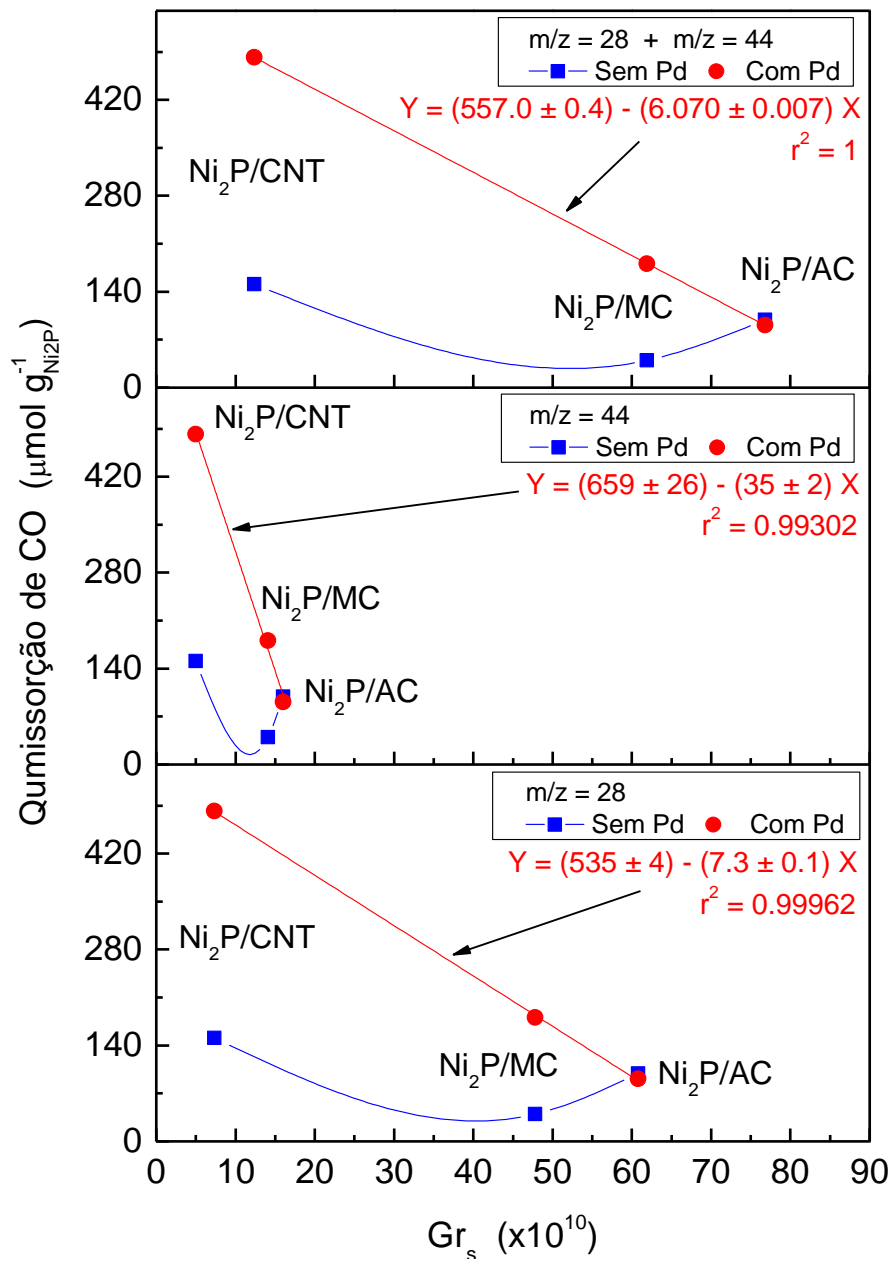 Qumissorção de CO (μmol g⁻¹Ni2P)
m/z = 28 + m/z = 44
Sem Pd Com Pd
Y = (557.0 ± 0.4) - (6.070 ± 0.007) X
r² = 1
Ni₂P/CNT
Ni₂P/MC
Ni₂P/AC
420
280
140
0
m/z = 44
Sem Pd Com Pd
Y = (659 ± 26) - (35 ± 2) X
r² = 0.99302
Ni₂P/CNT
Ni₂P/MC
Ni₂P/AC
420
280
140
0
m/z = 28
Sem Pd Com Pd
Y = (535 ± 4) - (7.3 ± 0.1) X
r² = 0.99962
Ni₂P/CNT
Ni₂P/MC
Ni₂P/AC
420
280
140
0
0 10 20 30 40 50 60 70 80 90
Grₛ (x10¹⁰)